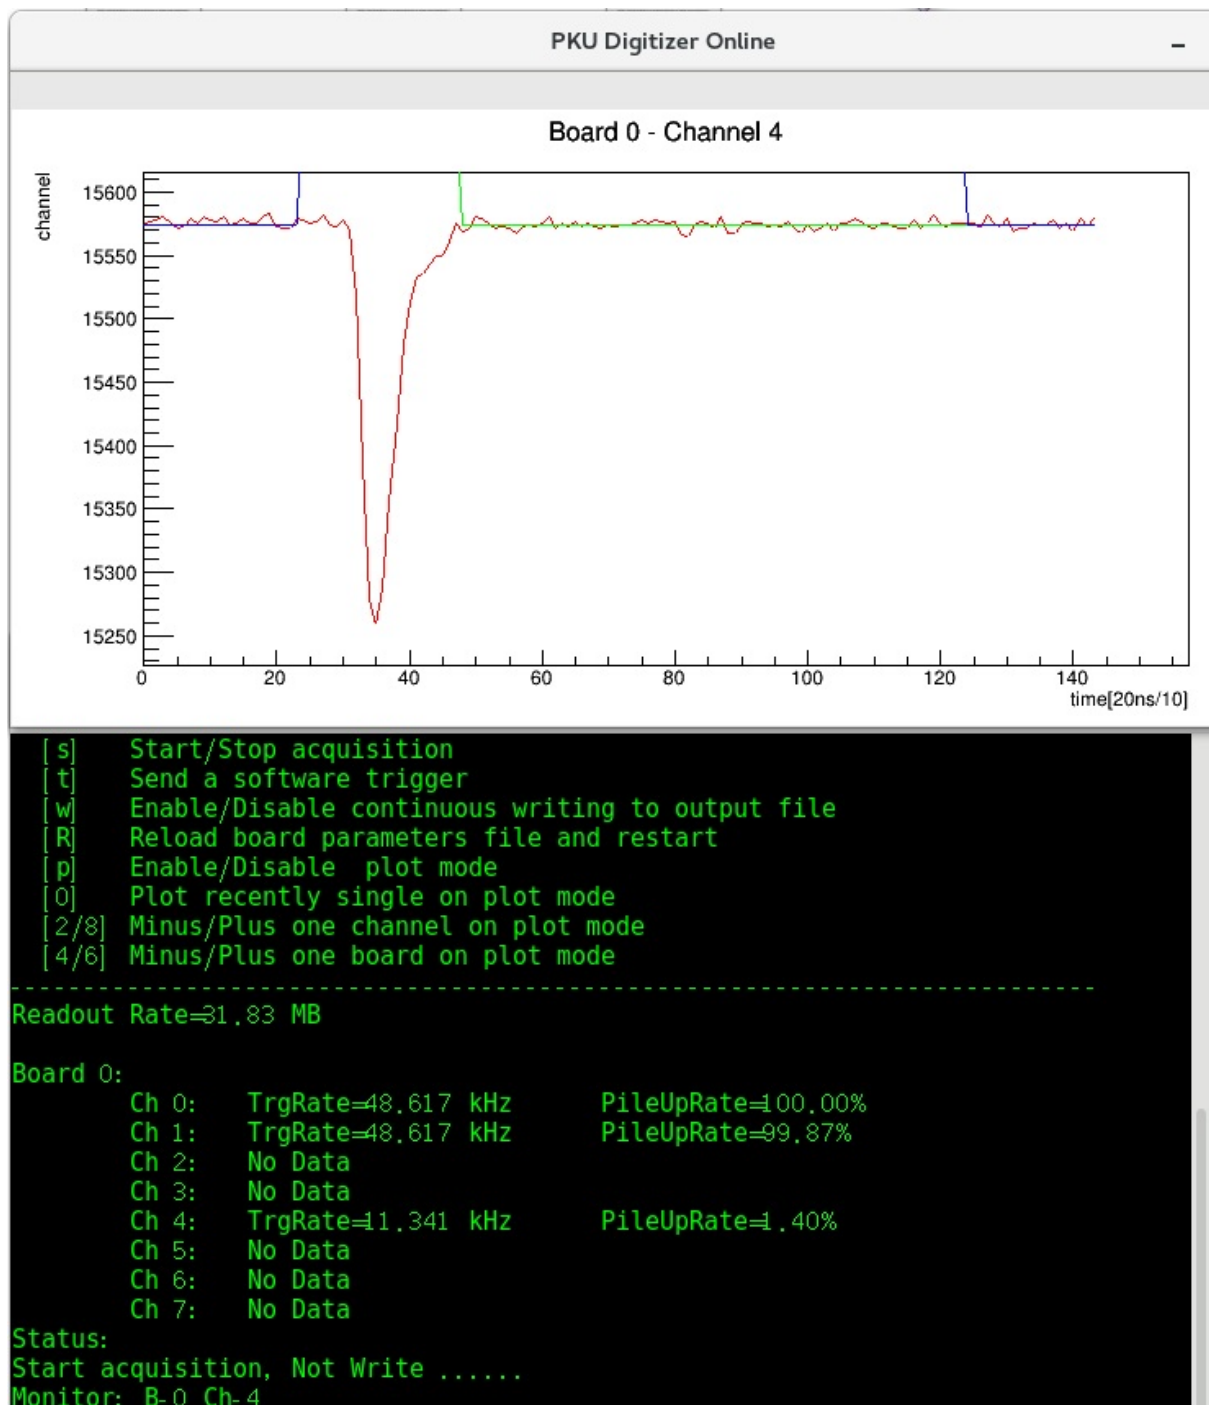 PKU Digitizer Online
Board 0 - Channel 4
channel
15600
15550
15500
15450
15400
15350
15300
15250
0 20 40 60 80 100 120 140
time[20ns/10]
[s] Start/Stop acquisition
[t] Send a software trigger
[w] Enable/Disable continuous writing to output file
[R] Reload board parameters file and restart
[p] Enable/Disable plot mode
[0] Plot recently single on plot mode
[2/8] Minus/Plus one channel on plot mode
[4/6] Minus/Plus one board on plot mode
Readout Rate=31.83 MB
Board 0:
Ch 0: TrgRate=48.617 kHz PileUpRate=100.00%
Ch 1: TrgRate=48.617 kHz PileUpRate=99.87%
Ch 2: No Data
Ch 3: No Data
Ch 4: TrgRate=11.341 kHz PileUpRate=1.40%
Ch 5: No Data
Ch 6: No Data
Ch 7: No Data
Status:
Start acquisition, Not Write ......
Monitor: B-0 Ch-4